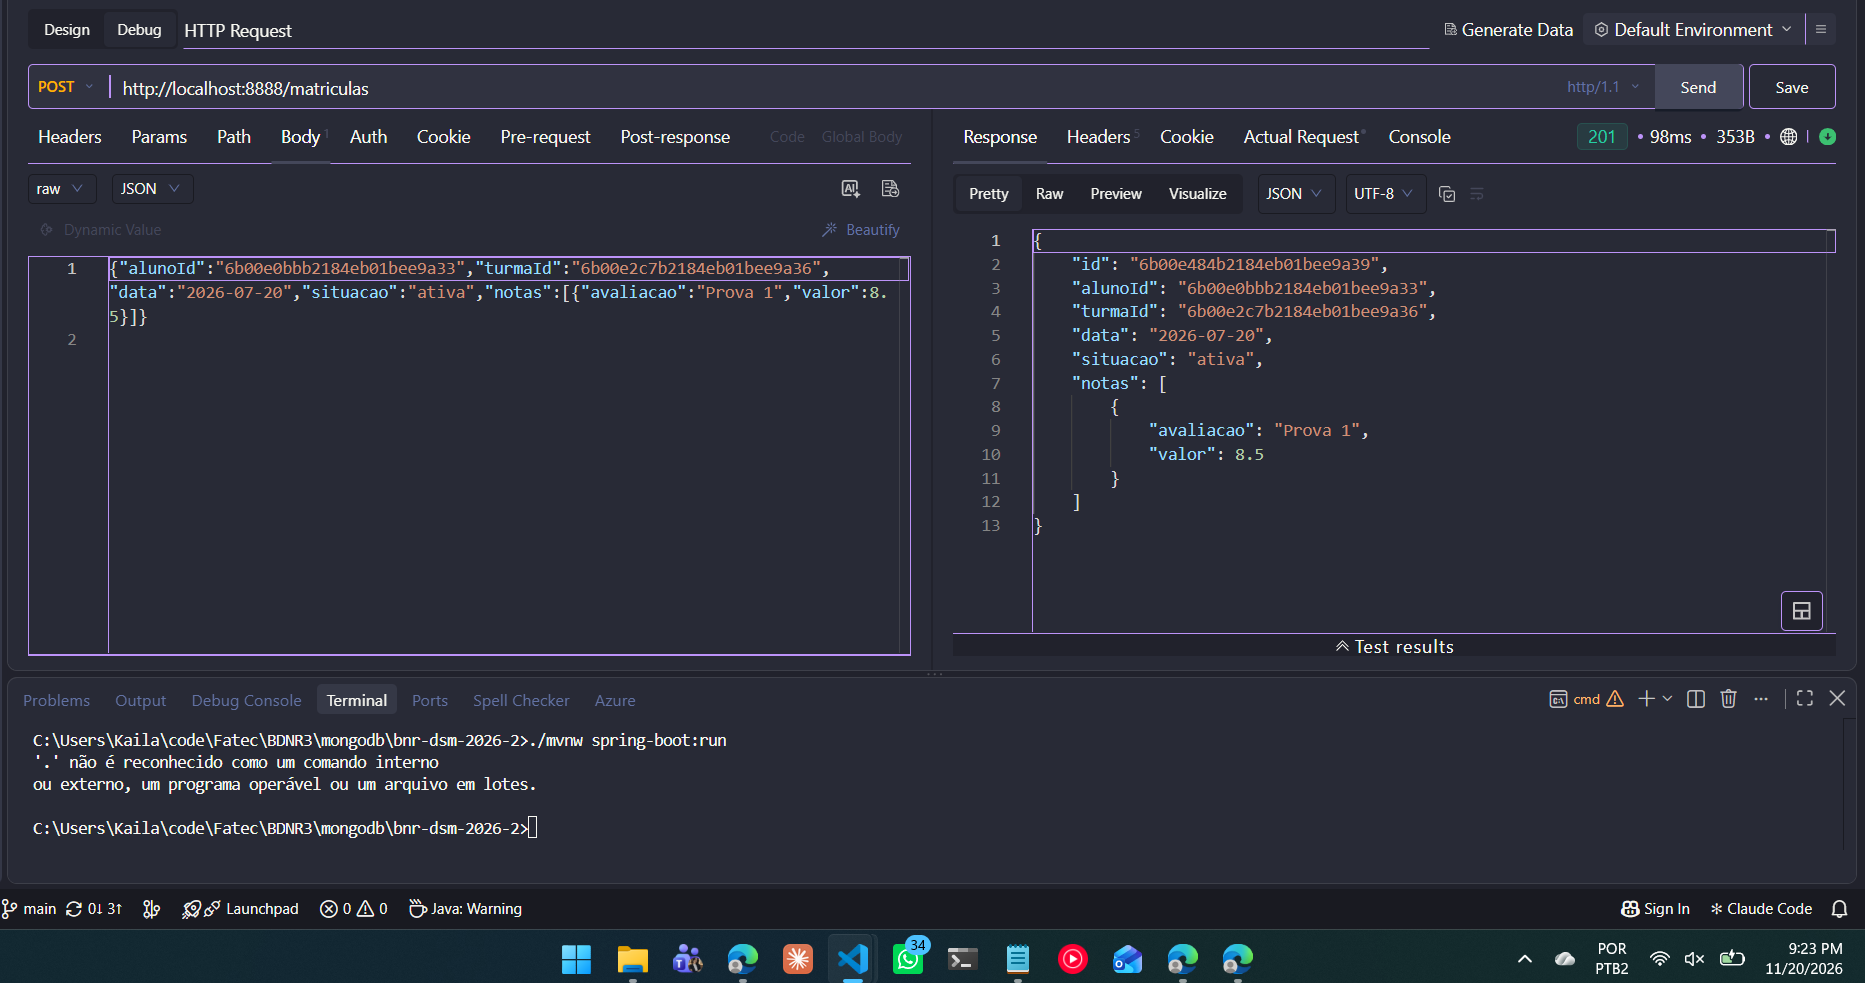 Design Debug HTTP Request Generate Data Default Environment
POST http://localhost:8888/matriculas http/1.1 Send Save
Headers Params Path Body 1 Auth Cookie Pre-request Post-response Code Global Body
Response Headers 5 Cookie Actual Request Console 201 • 98ms • 353B •
raw JSON
Pretty Raw Preview Visualize JSON UTF-8
Dynamic Value Beautify
1 {"alunoId":"6b00e0bbb2184eb01bee9a33","turmaId":"6b00e2c7b2184eb01bee9a36",
"data":"2026-07-20","situacao":"ativa","notas":[{"avaliacao":"Prova 1","valor":8.
5}]}
2
1 {
2 "id": "6b00e484b2184eb01bee9a39",
3 "alunoId": "6b00e0bbb2184eb01bee9a33",
4 "turmaId": "6b00e2c7b2184eb01bee9a36",
5 "data": "2026-07-20",
6 "situacao": "ativa",
7 "notas": [
8 {
9 "avaliacao": "Prova 1",
10 "valor": 8.5
11 }
12 ]
13 }
Test results
Problems Output Debug Console Terminal Ports Spell Checker Azure cmd
C:\Users\Kaila\code\Fatec\BDNR3\mongodb\bnr-dsm-2026-2>./mvnw spring-boot:run
'.' não é reconhecido como um comando interno
ou externo, um programa operável ou um arquivo em lotes.
C:\Users\Kaila\code\Fatec\BDNR3\mongodb\bnr-dsm-2026-2>
main 0↓ 3↑ Launchpad 0 0 Java: Warning Sign In Claude Code
34
POR
PTB2
9:23 PM
11/20/2026